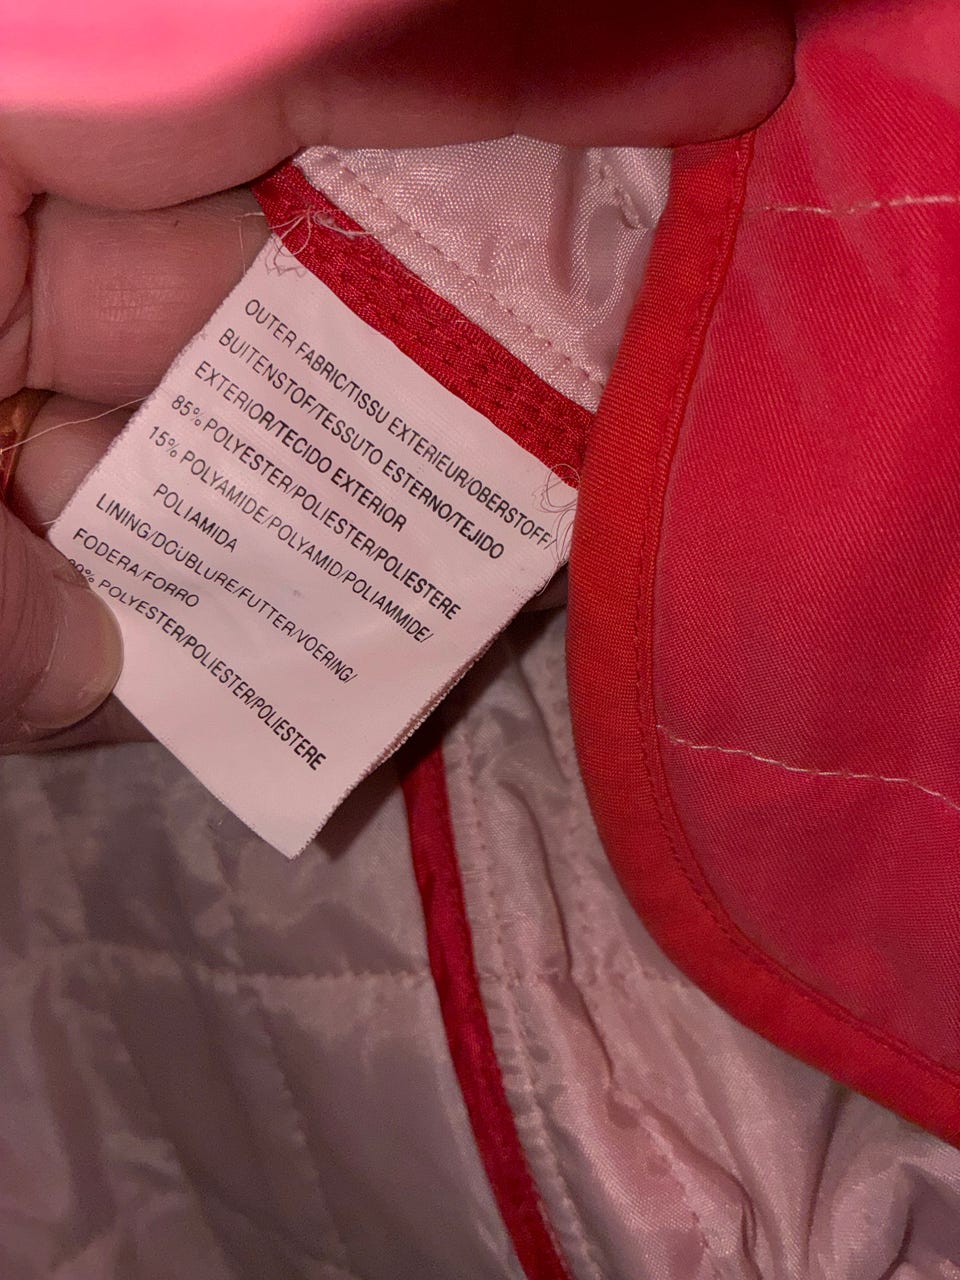 OUTER FABRIC/TISSU EXTERIEUR/OBERSTOFF/
BUITENSTOF/TESSUTO ESTERNO/TEJIDO
EXTERIOR/TECIDO EXTERIOR
85% POLYESTER/POLIESTER/POLIESTERE
15% POLYAMIDE/POLYAMID/POLIAMMIDE/
POLIAMIDA
LINING/DOÜBLURE/FUTTER/VOERING/
FODERA/FORRO
POLYESTER/POLIESTER/POLIESTERE